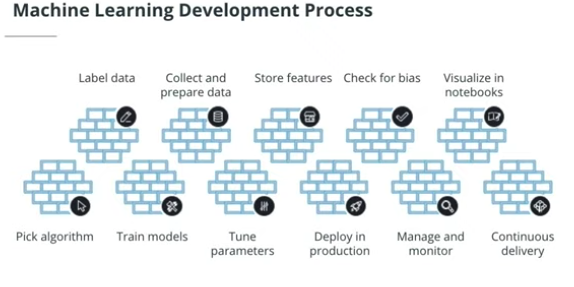 Machine Learning Development Process
Label data
Collect and
prepare data
Store features
Check for bias
Visualize in
notebooks
Pick algorithm
Train models
Tune
parameters
Deploy in
production
Manage and
monitor
Continuous
delivery